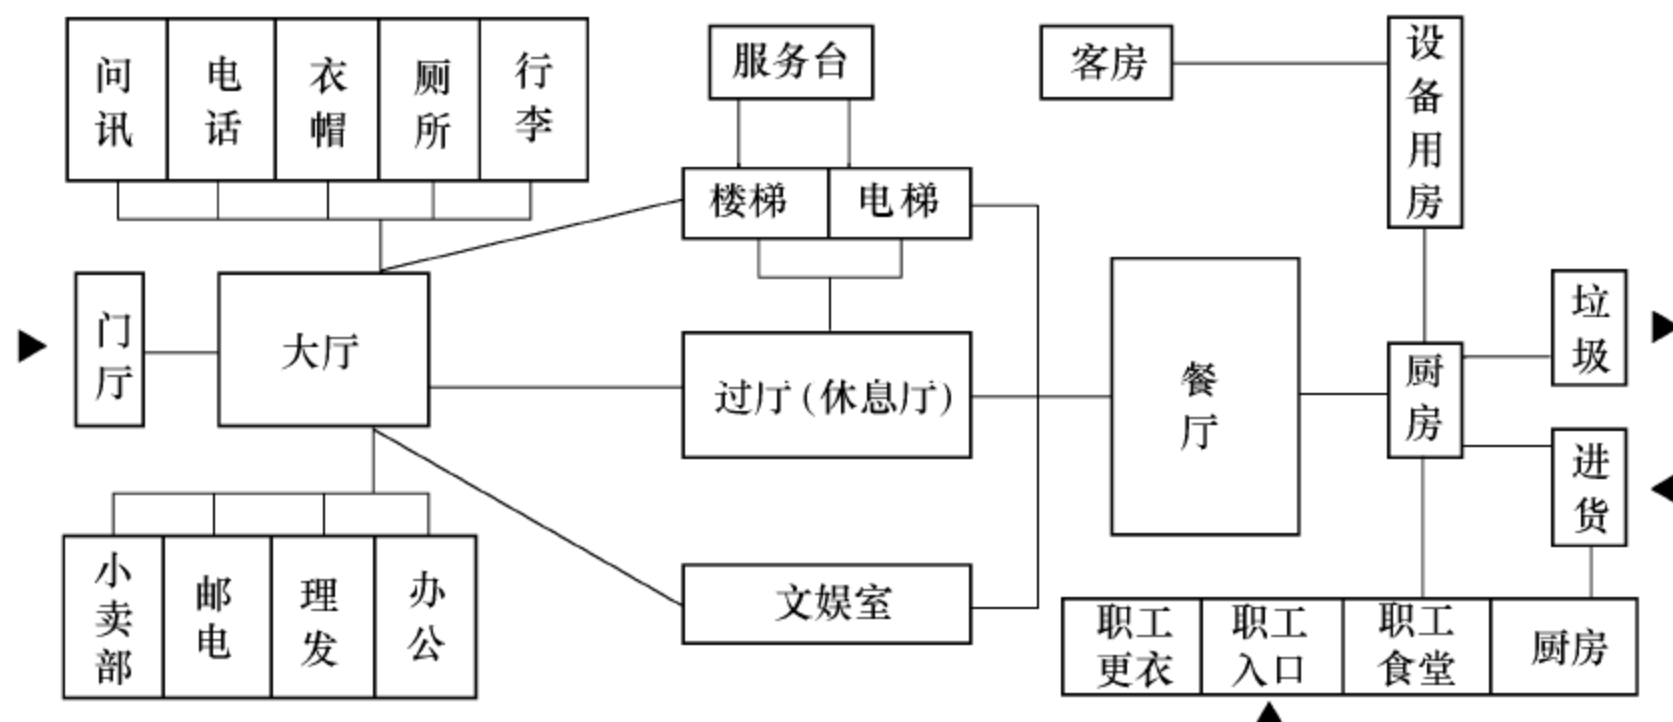 问讯
电话
衣帽
厕所
行李
服务台
客房
设备用房
楼梯
电梯
门厅
大厅
过厅(休息厅)
餐厅
厨房
垃圾
进货
小卖部
邮电
理发
办公
文娱室
职工更衣
职工入口
职工食堂
厨房